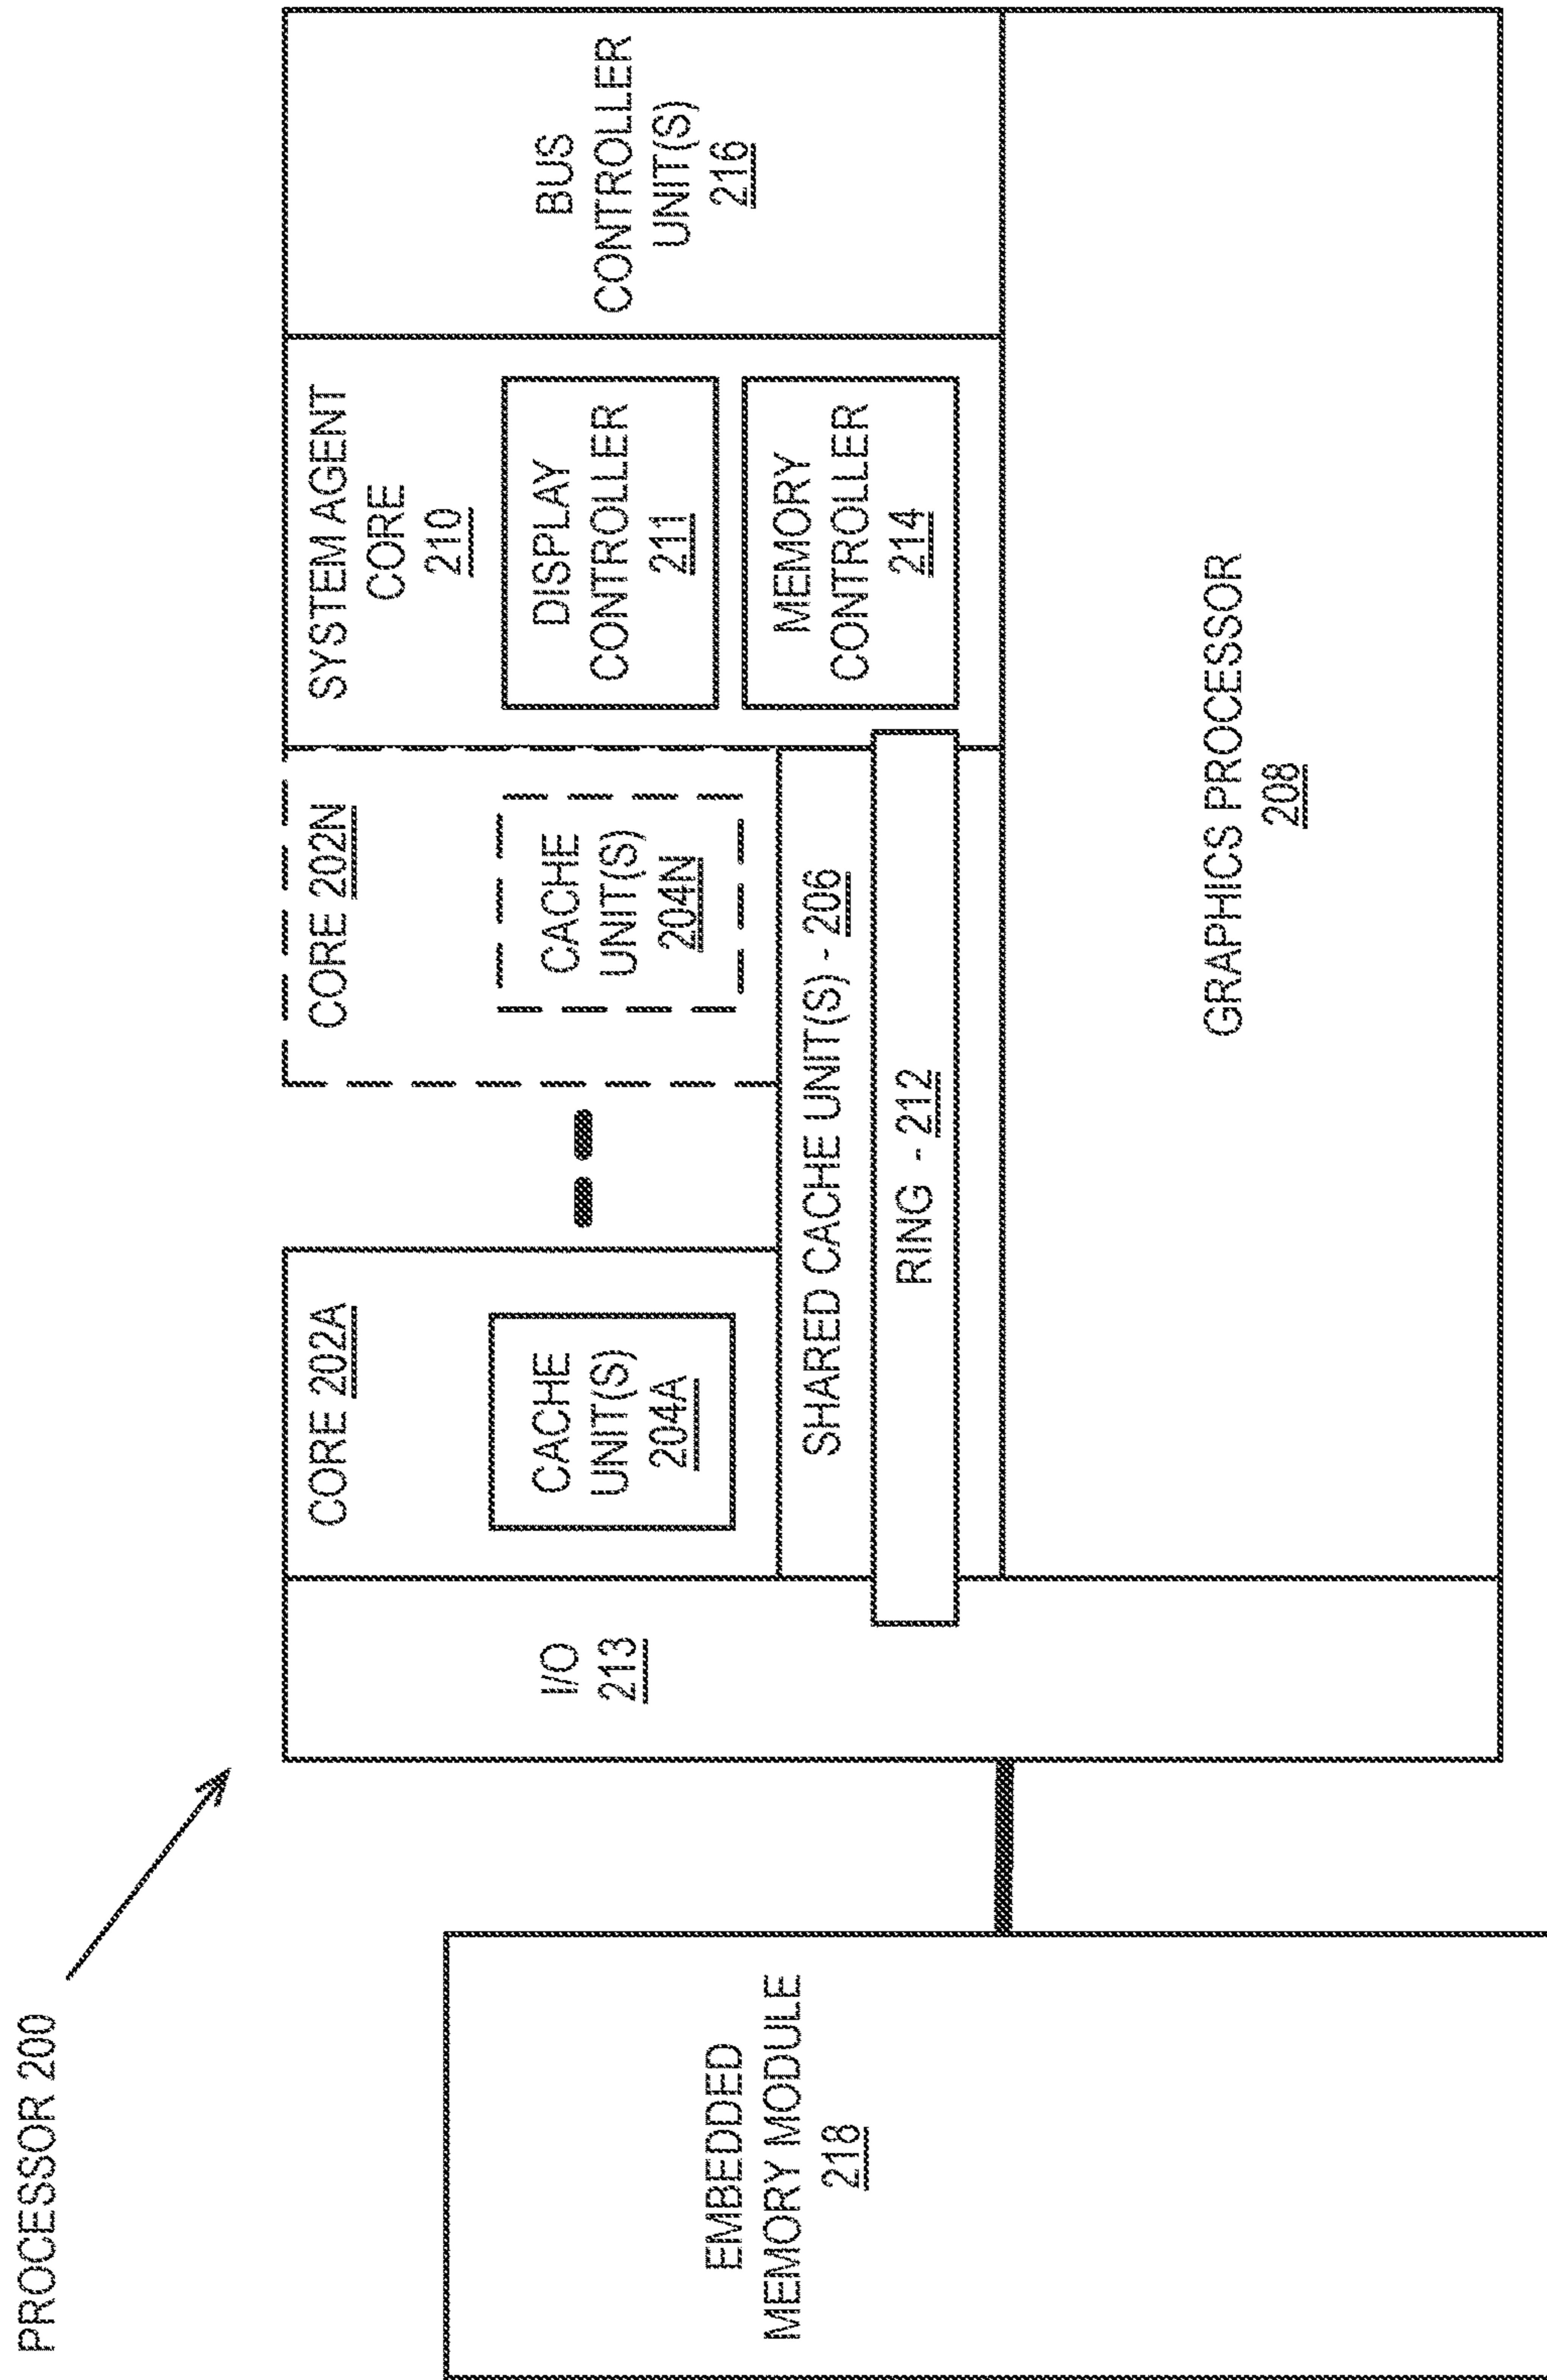 PROCESSOR 200
EMBEDDED
MEMORY MODULE
218
I/O
213
CORE 202A
CACHE
UNIT(S)
204A
CORE 202N
CACHE
UNIT(S)
204N
SHARED CACHE UNIT(S) - 206
RING - 212
SYSTEM AGENT
CORE
210
DISPLAY
CONTROLLER
211
MEMORY
CONTROLLER
214
BUS
CONTROLLER
UNIT(S)
216
GRAPHICS PROCESSOR
208